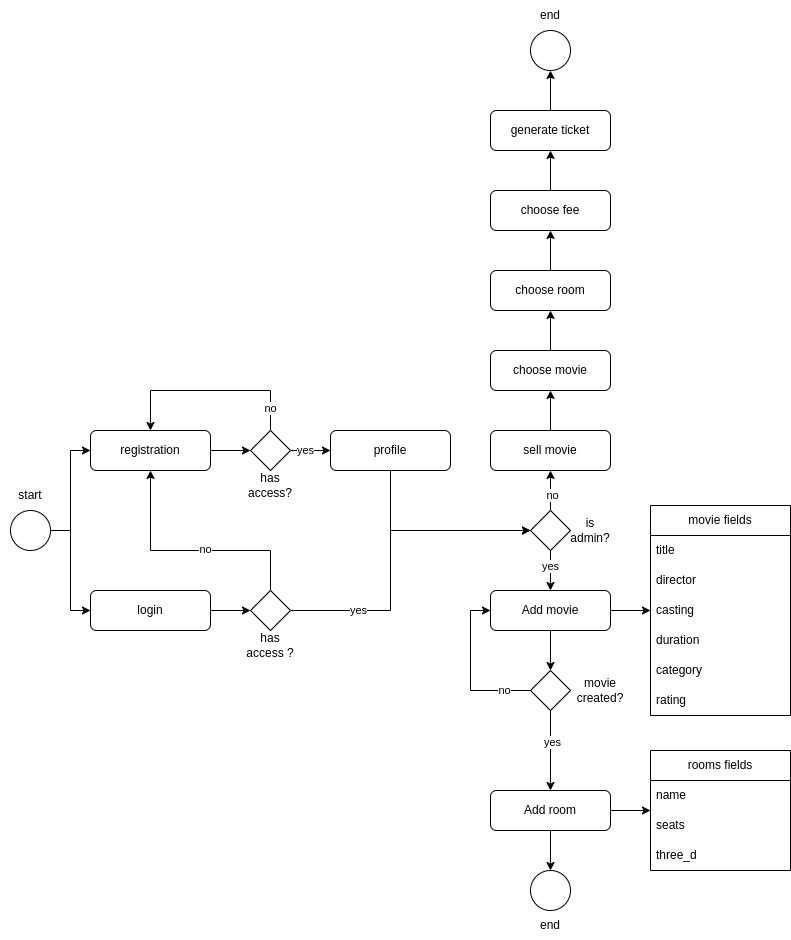 end
generate ticket
choose fee
choose room
choose movie
no
registration
yes
profile
sell movie
has
access?
start
no
is
admin?
movie fields
no
yes
title
director
login
yes
Add movie
casting
has
access ?
duration
category
no
movie
created?
rating
yes
rooms fields
name
Add room
seats
three_d
end